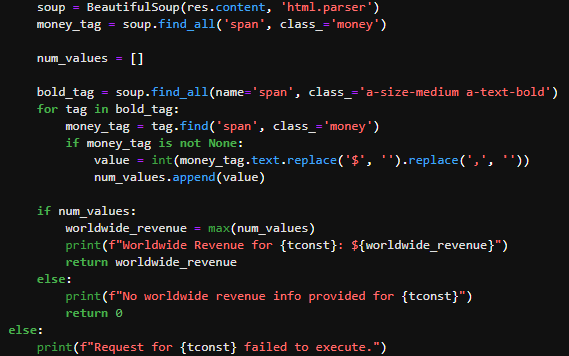 soup = BeautifulSoup(res.content, 'html.parser')
    money_tag = soup.find_all('span', class_='money')

    num_values = []

    bold_tag = soup.find_all(name='span', class_='a-size-medium a-text-bold')
    for tag in bold_tag:
        money_tag = tag.find('span', class_='money')
        if money_tag is not None:
            value = int(money_tag.text.replace('$', '').replace(',', ''))
            num_values.append(value)

    if num_values:
        worldwide_revenue = max(num_values)
        print(f"Worldwide Revenue for {tconst}: ${worldwide_revenue}")
        return worldwide_revenue
    else:
        print(f"No worldwide revenue info provided for {tconst}")
        return 0
else:
    print(f"Request for {tconst} failed to execute.")